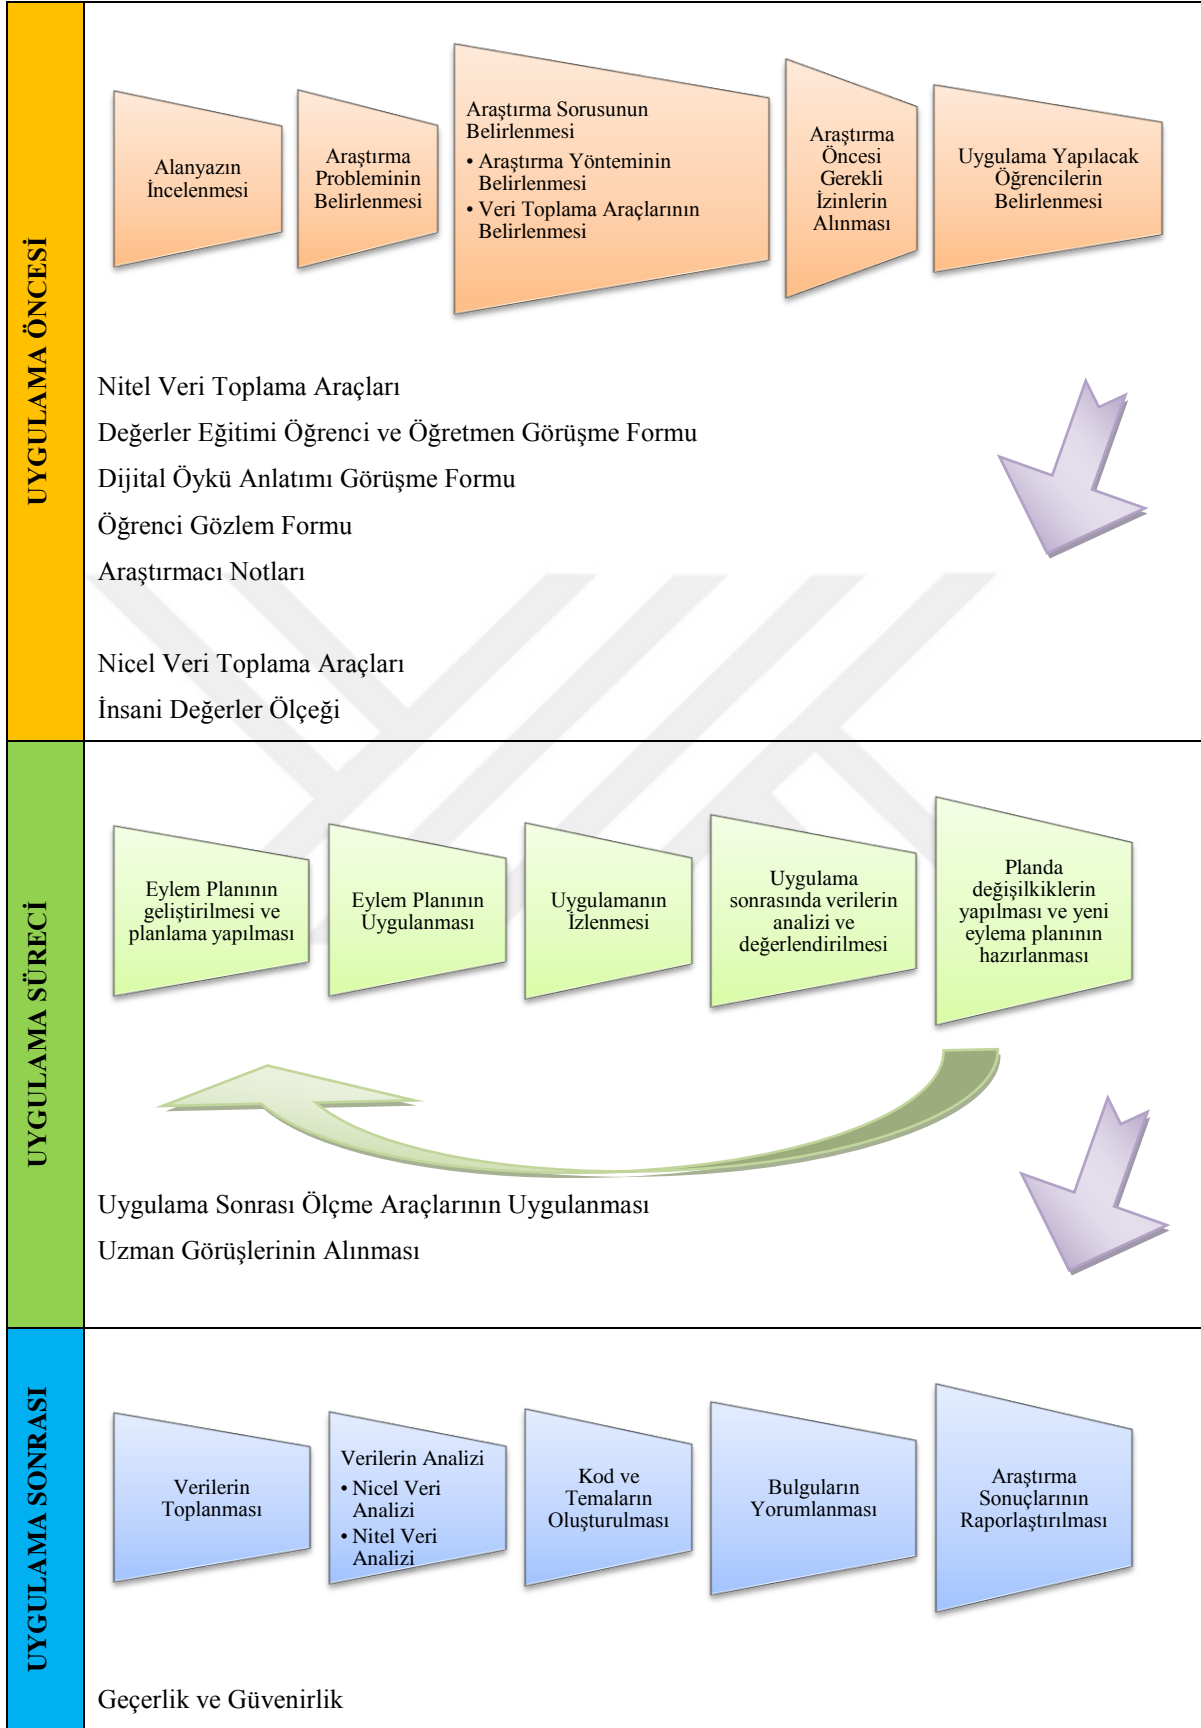 UYGULAMA ÖNCESİ
Alanyazın
İncelenmesi
Araştırma
Probleminin
Belirlenmesi
Araştırma Sorusunun
Belirlenmesi
• Araştırma Yönteminin
Belirlenmesi
• Veri Toplama Araçlarının
Belirlenmesi
Araştırma
Öncesi
Gerekli
İzinlerin
Alınması
Uygulama Yapılacak
Öğrencilerin
Belirlenmesi
Nitel Veri Toplama Araçları
Değerler Eğitimi Öğrenci ve Öğretmen Görüşme Formu
Dijital Öykü Anlatımı Görüşme Formu
Öğrenci Gözlem Formu
Araştırmacı Notları
Nicel Veri Toplama Araçları
İnsani Değerler Ölçeği
UYGULAMA SÜRECİ
Eylem Planının
geliştirilmesi ve
planlama yapılması
Eylem Planının
Uygulanması
Uygulamanın
İzlenmesi
Uygulama
sonrasında verilerin
analizi ve
değerlendirilmesi
Planda
değişilkiklerin
yapılması ve yeni
eylema planının
hazırlanması
Uygulama Sonrası Ölçme Araçlarının Uygulanması
Uzman Görüşlerinin Alınması
UYGULAMA SONRASI
Verilerin
Toplanması
Verilerin Analizi
• Nicel Veri
Analizi
• Nitel Veri
Analizi
Kod ve
Temaların
Oluşturulması
Bulguların
Yorumlanması
Araştırma
Sonuçlarının
Raporlaştırılması
Geçerlik ve Güvenirlik